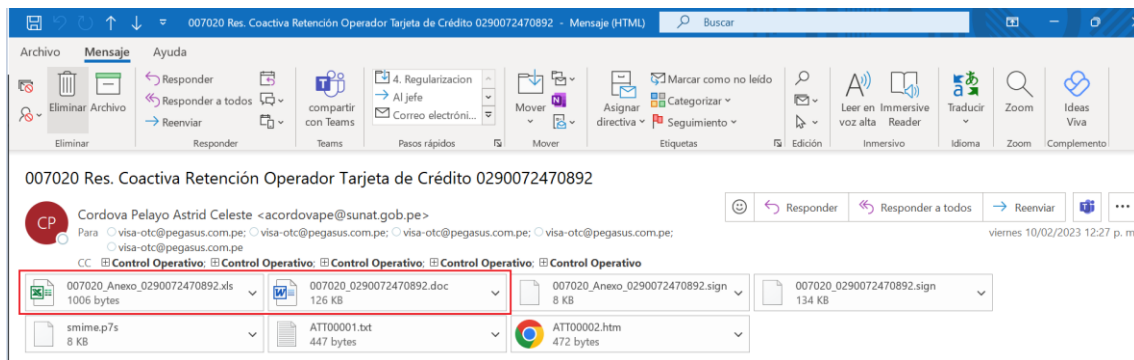 007020 Res. Coactiva Retención Operador Tarjeta de Crédito 0290072470892 - Mensaje (HTML)
Buscar
Archivo Mensaje Ayuda
Eliminar Archivo
Responder
Responder a todos
Reenviar
compartir con Teams
4. Regularizacion
Al jefe
Correo electróni...
Mover
Asignar directiva
Marcar como no leído
Categorizar
Seguimiento
Leer en voz alta
Immersive Reader
Traducir
Zoom
Ideas Viva
Eliminar Responder Teams Pasos rápidos Mover Etiquetas Edición Inmersivo Idioma Zoom Complemento
007020 Res. Coactiva Retención Operador Tarjeta de Crédito 0290072470892
CP
Cordova Pelayo Astrid Celeste <acordovape@sunat.gob.pe>
Responder Responder a todos Reenviar
Para visa-otc@pegasus.com.pe; visa-otc@pegasus.com.pe; visa-otc@pegasus.com.pe; visa-otc@pegasus.com.pe;
visa-otc@pegasus.com.pe
viernes 10/02/2023 12:27 p. m
CC Control Operativo; Control Operativo; Control Operativo; Control Operativo; Control Operativo
007020_Anexo_0290072470892.xls
1006 bytes
007020_0290072470892.doc
126 KB
007020_Anexo_0290072470892.sign
8 KB
007020_0290072470892.sign
134 KB
smime.p7s
8 KB
ATT00001.txt
447 bytes
ATT00002.htm
472 bytes